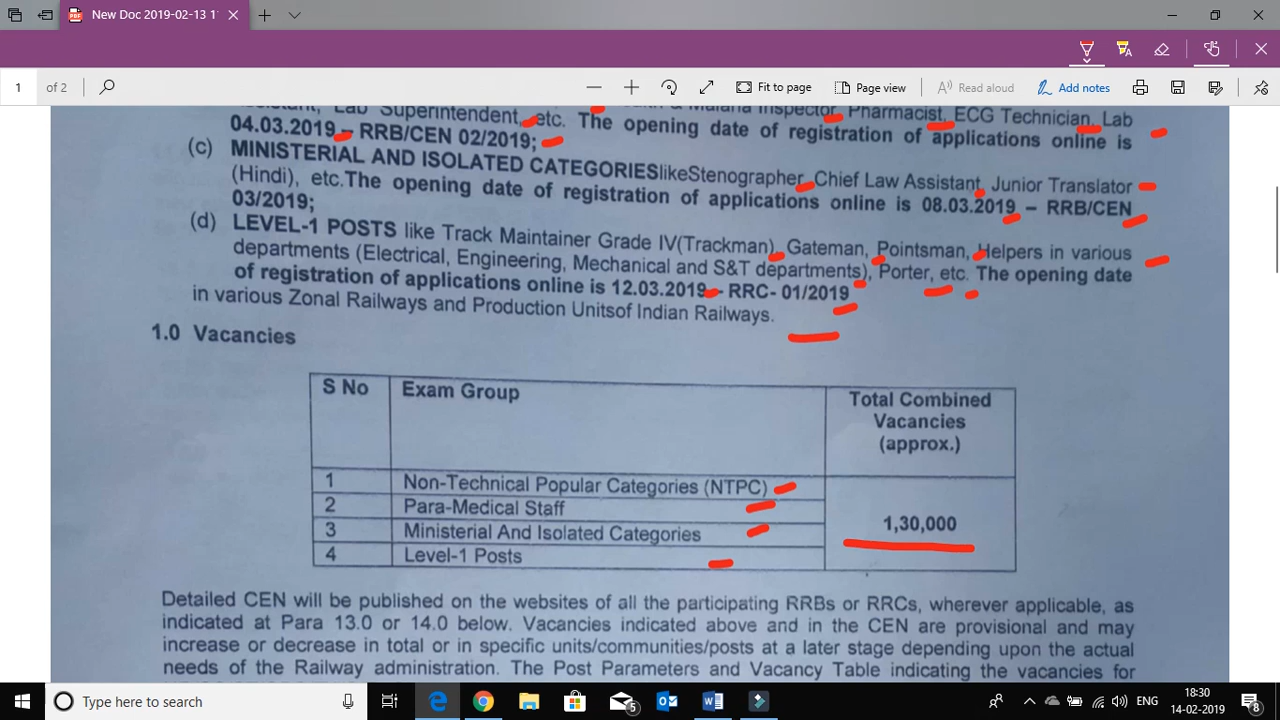 New Doc 2019-02-13 1
1 of 2
Fit to page
Page view
Read aloud
Add notes
Lab Superintendent, etc. Inspector, Pharmacist, ECG Technician, Lab
The opening date of registration of applications online is
04.03.2019 – RRB/CEN 02/2019;
(c) MINISTERIAL AND ISOLATED CATEGORIESlikeStenographer, Chief Law Assistant, Junior Translator
(Hindi), etc.The opening date of registration of applications online is 08.03.2019 – RRB/CEN
03/2019;
(d) LEVEL-1 POSTS like Track Maintainer Grade IV(Trackman), Gateman, Pointsman, Helpers in various
departments (Electrical, Engineering, Mechanical and S&T departments), Porter, etc. The opening date
of registration of applications online is 12.03.2019 - RRC- 01/2019
in various Zonal Railways and Production Unitsof Indian Railways.
1.0 Vacancies
S No Exam Group Total Combined
Vacancies
(approx.)
1 Non-Technical Popular Categories (NTPC)
2 Para-Medical Staff
3 Ministerial And Isolated Categories
4 Level-1 Posts
1,30,000
Detailed CEN will be published on the websites of all the participating RRBs or RRCs, wherever applicable, as
indicated at Para 13.0 or 14.0 below. Vacancies indicated above and in the CEN are provisional and may
increase or decrease in total or in specific units/communities/posts at a later stage depending upon the actual
needs of the Railway administration. The Post Parameters and Vacancy Table indicating the vacancies for
Type here to search
5
ENG
18:30
14-02-2019
8